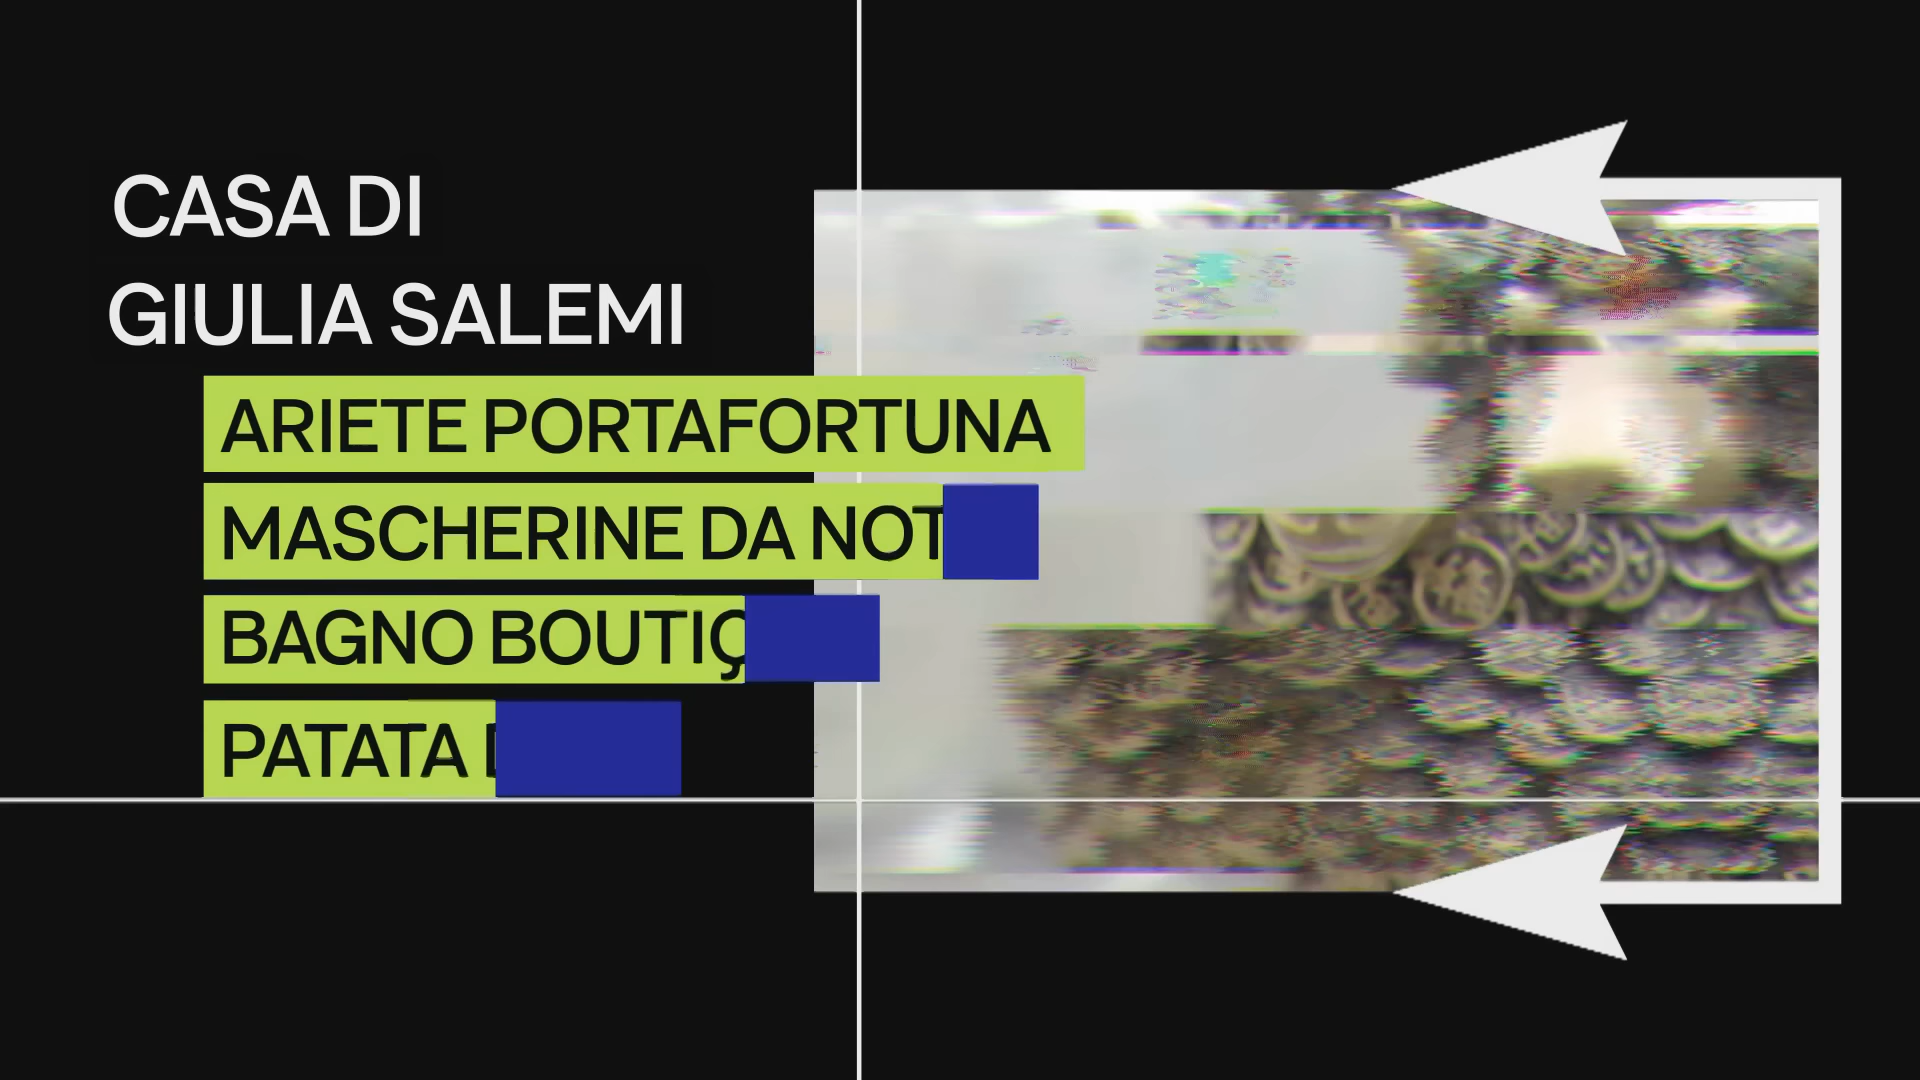 CASA DI
GIULIA SALEMI
ARIETE PORTAFORTUNA
MASCHERINE DA NOT
BAGNO BOUTIQ
PATATA